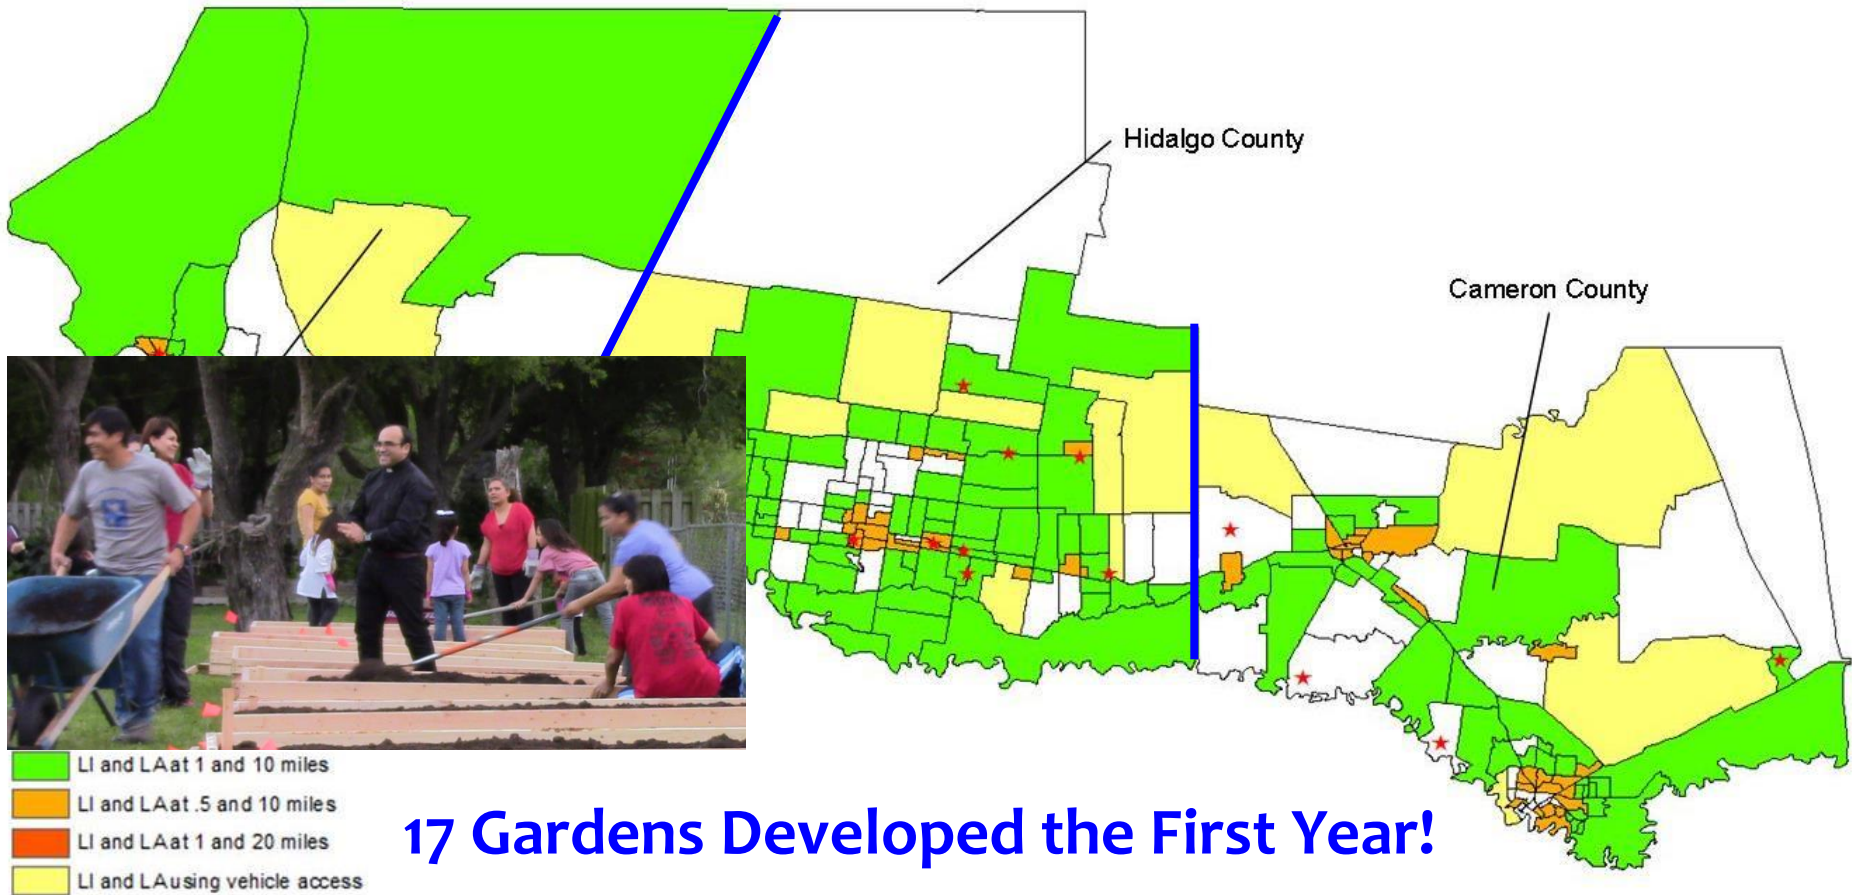 Hidalgo County
Cameron County
LI and LA at 1 and 10 miles
LI and LA at .5 and 10 miles
LI and LA at 1 and 20 miles
LI and LA using vehicle access
17 Gardens Developed the First Year!